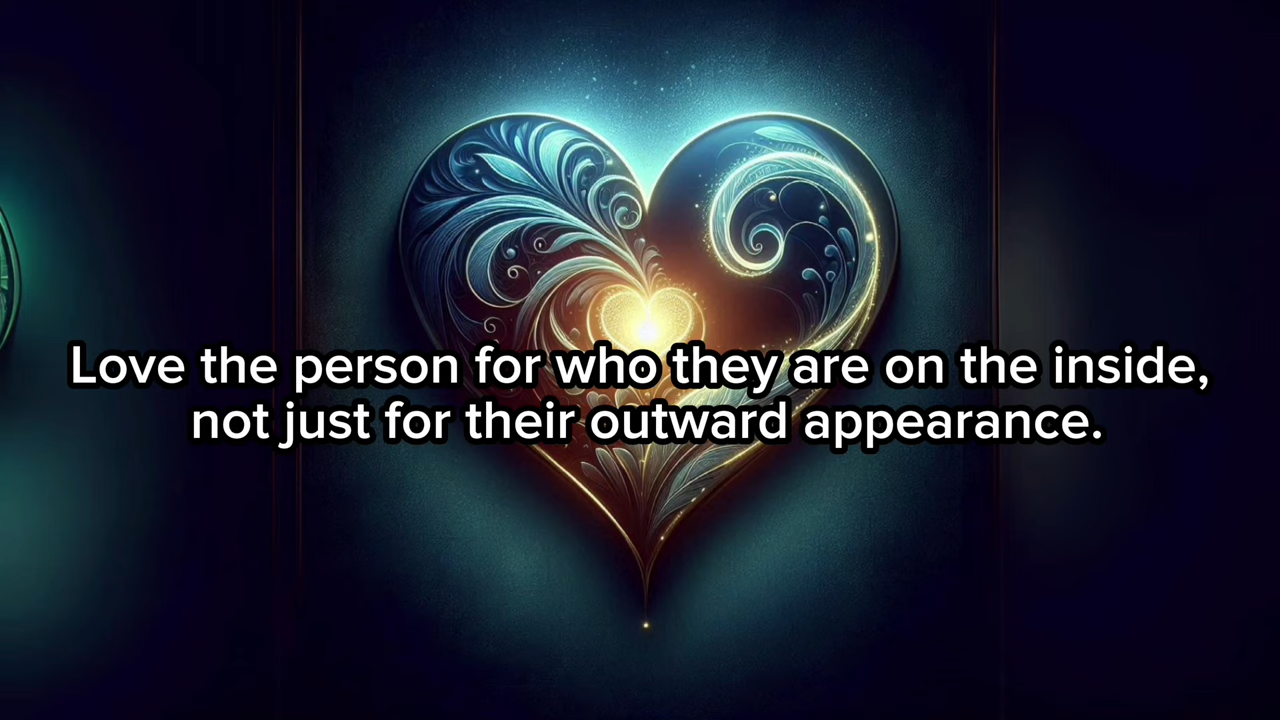 Love the person for who they are on the inside,
not just for their outward appearance.